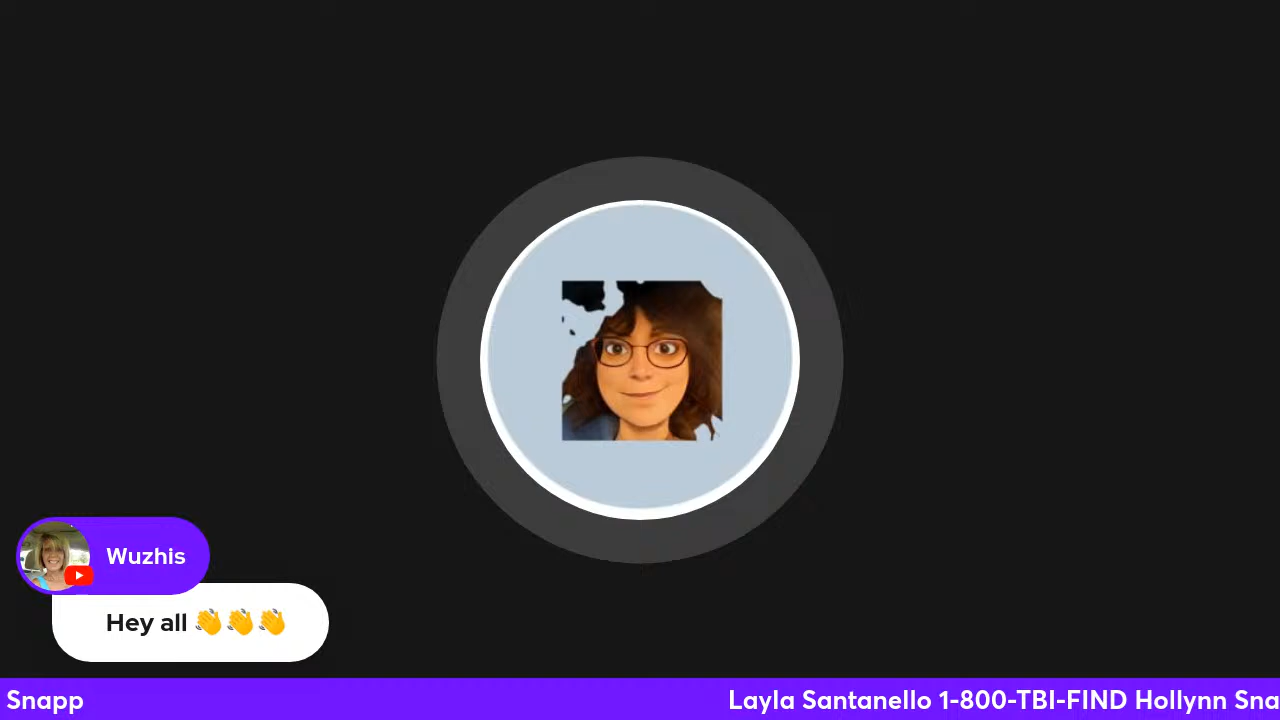 Wuzhis
Hey all 👋👋👋
Snapp Layla Santanello 1-800-TBI-FIND Hollynn Sna